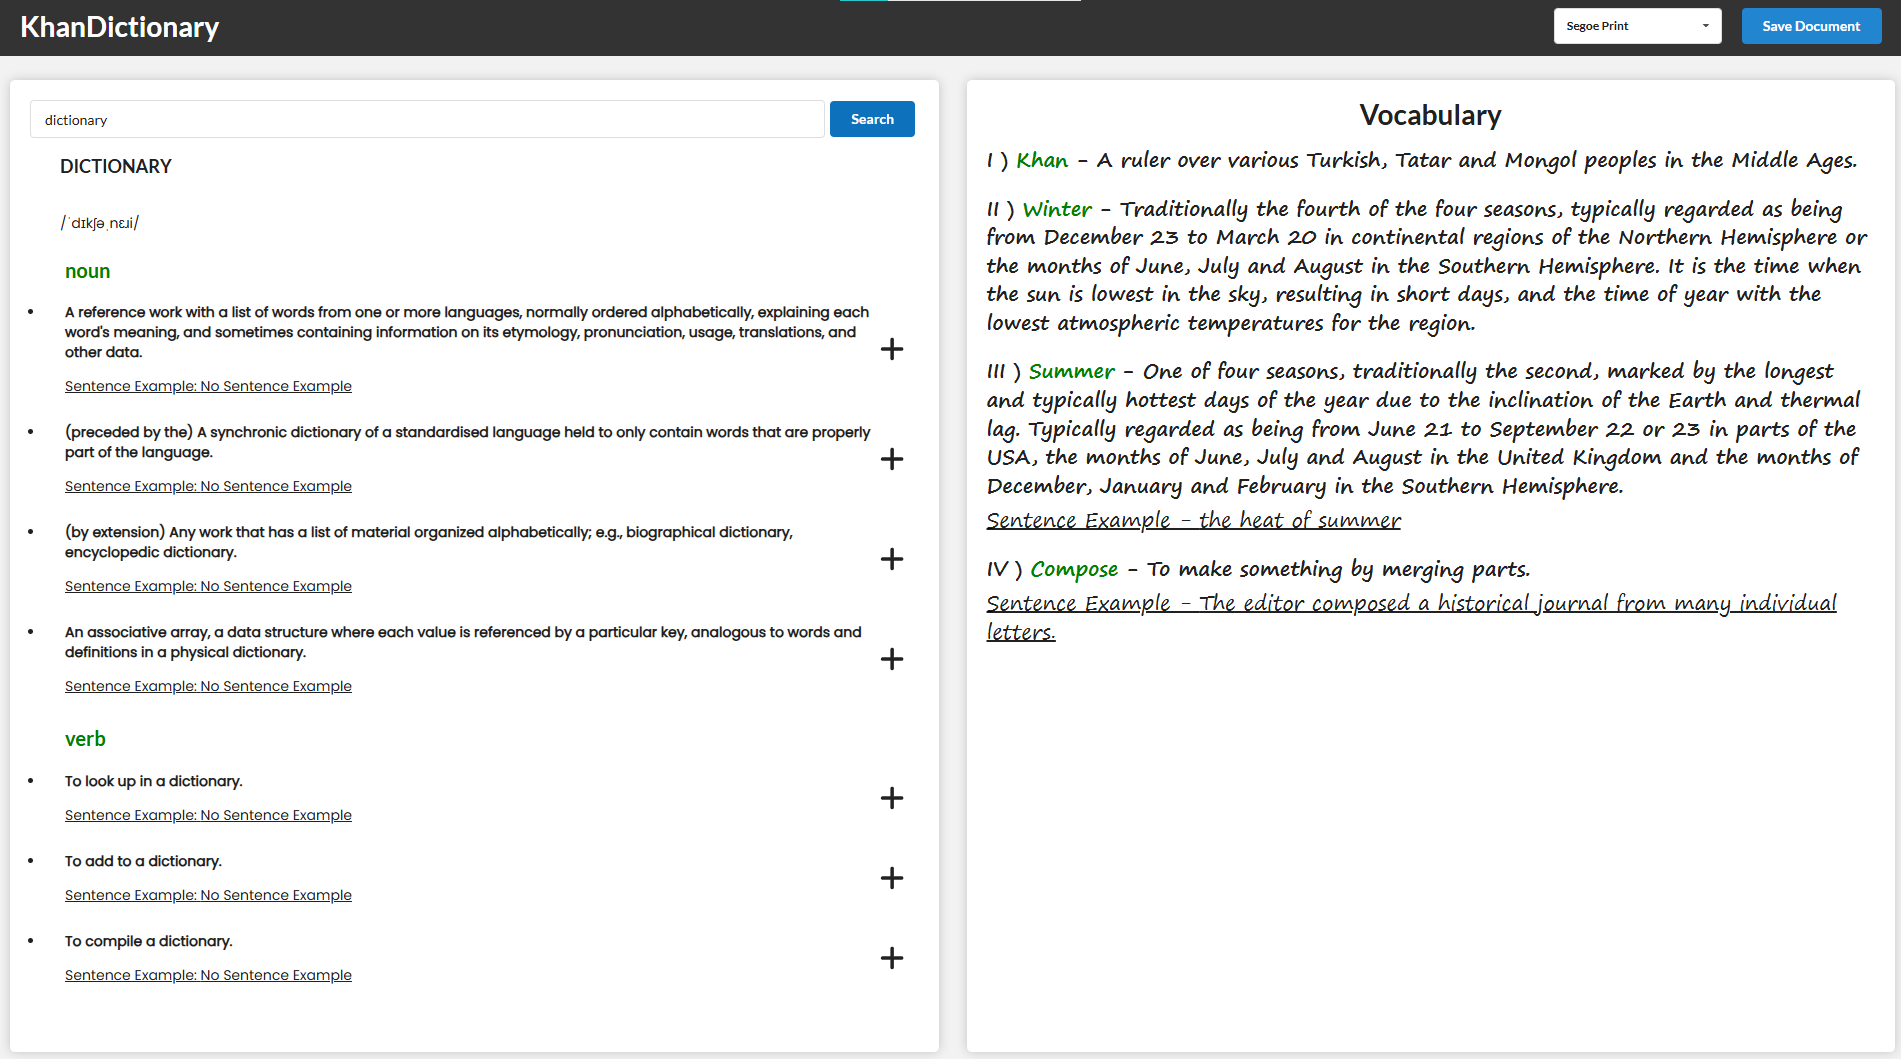 KhanDictionary
Segoe Print
Save Document
dictionary
Search
DICTIONARY
/ˈdɪkʃəˌnɛɹi/
noun
A reference work with a list of words from one or more languages, normally ordered alphabetically, explaining each
word's meaning, and sometimes containing information on its etymology, pronunciation, usage, translations, and
other data.
Sentence Example: No Sentence Example
(preceded by the) A synchronic dictionary of a standardised language held to only contain words that are properly
part of the language.
Sentence Example: No Sentence Example
(by extension) Any work that has a list of material organized alphabetically; e.g., biographical dictionary,
encyclopedic dictionary.
Sentence Example: No Sentence Example
An associative array, a data structure where each value is referenced by a particular key, analogous to words and
definitions in a physical dictionary.
Sentence Example: No Sentence Example
verb
To look up in a dictionary.
Sentence Example: No Sentence Example
To add to a dictionary.
Sentence Example: No Sentence Example
To compile a dictionary.
Sentence Example: No Sentence Example
Vocabulary
I ) Khan - A ruler over various Turkish, Tatar and Mongol peoples in the Middle Ages.
II ) Winter - Traditionally the fourth of the four seasons, typically regarded as being
from December 23 to March 20 in continental regions of the Northern Hemisphere or
the months of June, July and August in the Southern Hemisphere. It is the time when
the sun is lowest in the sky, resulting in short days, and the time of year with the
lowest atmospheric temperatures for the region.
III ) Summer - One of four seasons, traditionally the second, marked by the longest
and typically hottest days of the year due to the inclination of the Earth and thermal
lag. Typically regarded as being from June 21 to September 22 or 23 in parts of the
USA, the months of June, July and August in the United Kingdom and the months of
December, January and February in the Southern Hemisphere.
Sentence Example - the heat of summer
IV ) Compose - To make something by merging parts.
Sentence Example - The editor composed a historical journal from many individual
letters.